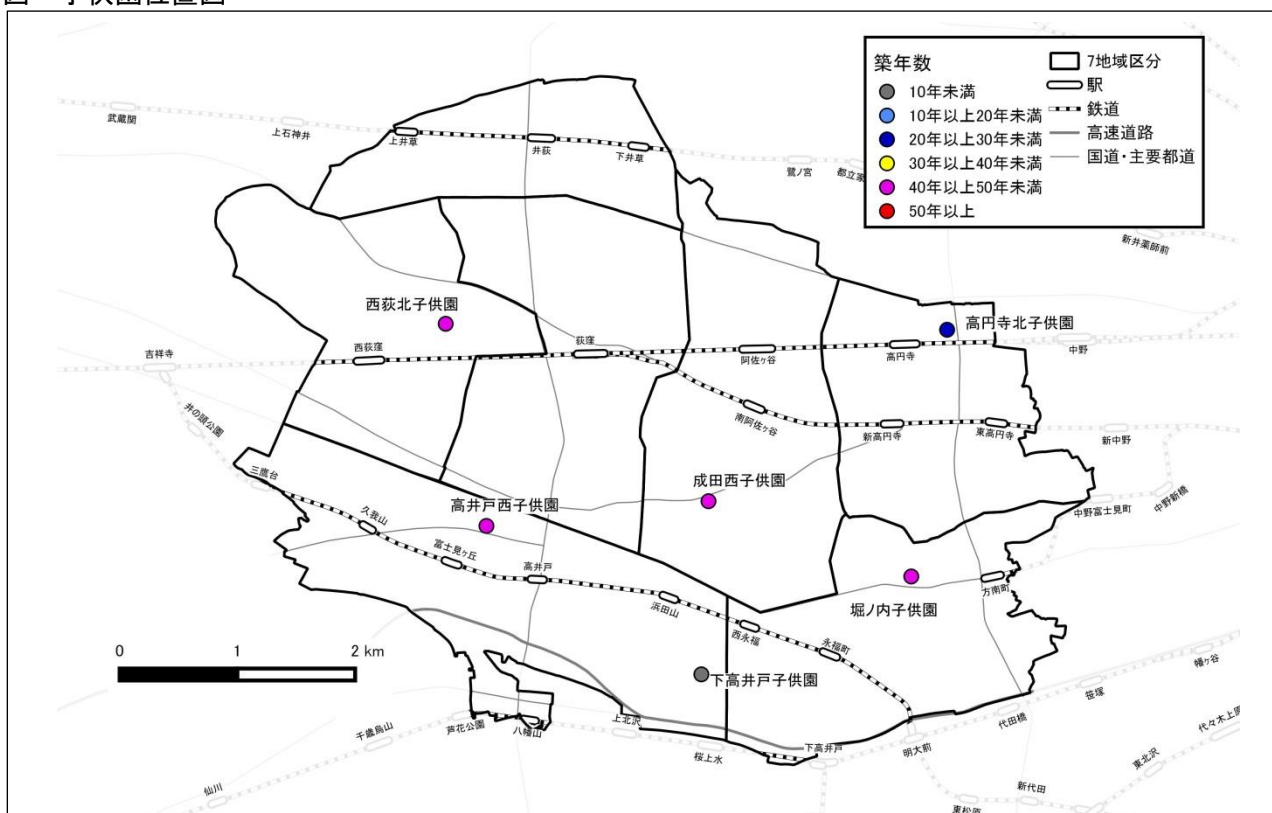 築年数
10年未満
10年以上20年未満
20年以上30年未満
30年以上40年未満
40年以上50年未満
50年以上
7地域区分
駅
鉄道
高速道路
国道・主要都道
武蔵関
上石神井
上井草
井荻
下井草
鷺ノ宮
都立家
新井薬師前
西荻北子供園
高円寺北子供園
吉祥寺
西荻窪
荻窪
阿佐ヶ谷
高円寺
中野
井の頭公園
南阿佐ヶ谷
新高円寺
東高円寺
新中野
三鷹台
成田西子供園
高井戸西子供園
久我山
富士見ヶ丘
高井戸
中野富士見町
中野新橋
浜田山
西永福
永福町
方南町
堀ノ内子供園
0 1 2 km
下高井戸子供園
幡ヶ谷
笹塚
代田橋
代々木上原
千歳烏山
芦花公園
八幡山
上北沢
桜上水
下高井戸
明大前
東北沢
仙川
新代田
東松原